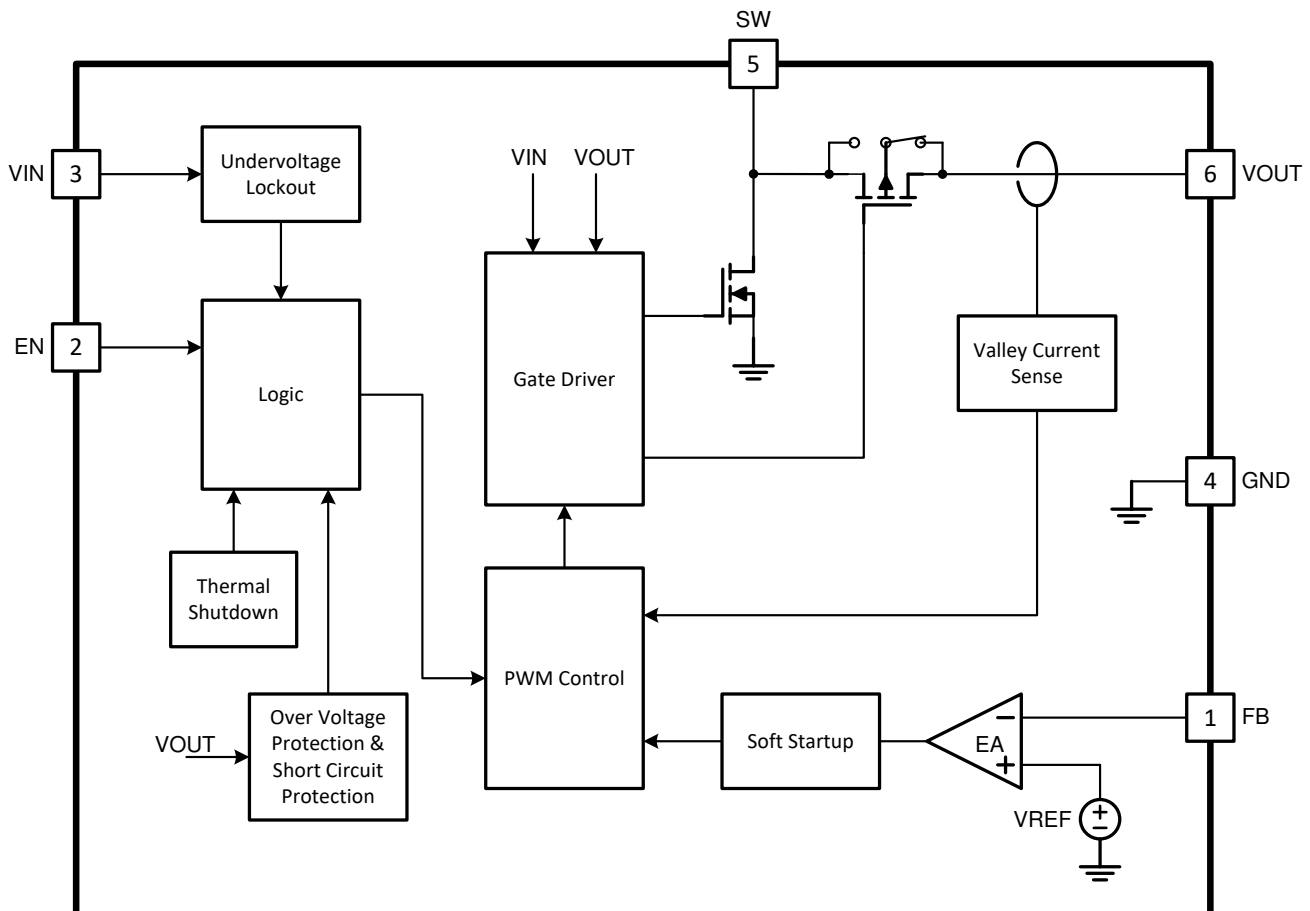 SW
5
VIN
3
Undervoltage
Lockout
VIN
VOUT
6
VOUT
EN
2
Logic
Gate Driver
Valley Current
Sense
4
GND
Thermal
Shutdown
PWM Control
Over Voltage
Protection &
Short Circuit
Protection
VOUT
Soft Startup
EA
−
+
1
FB
VREF
+
−